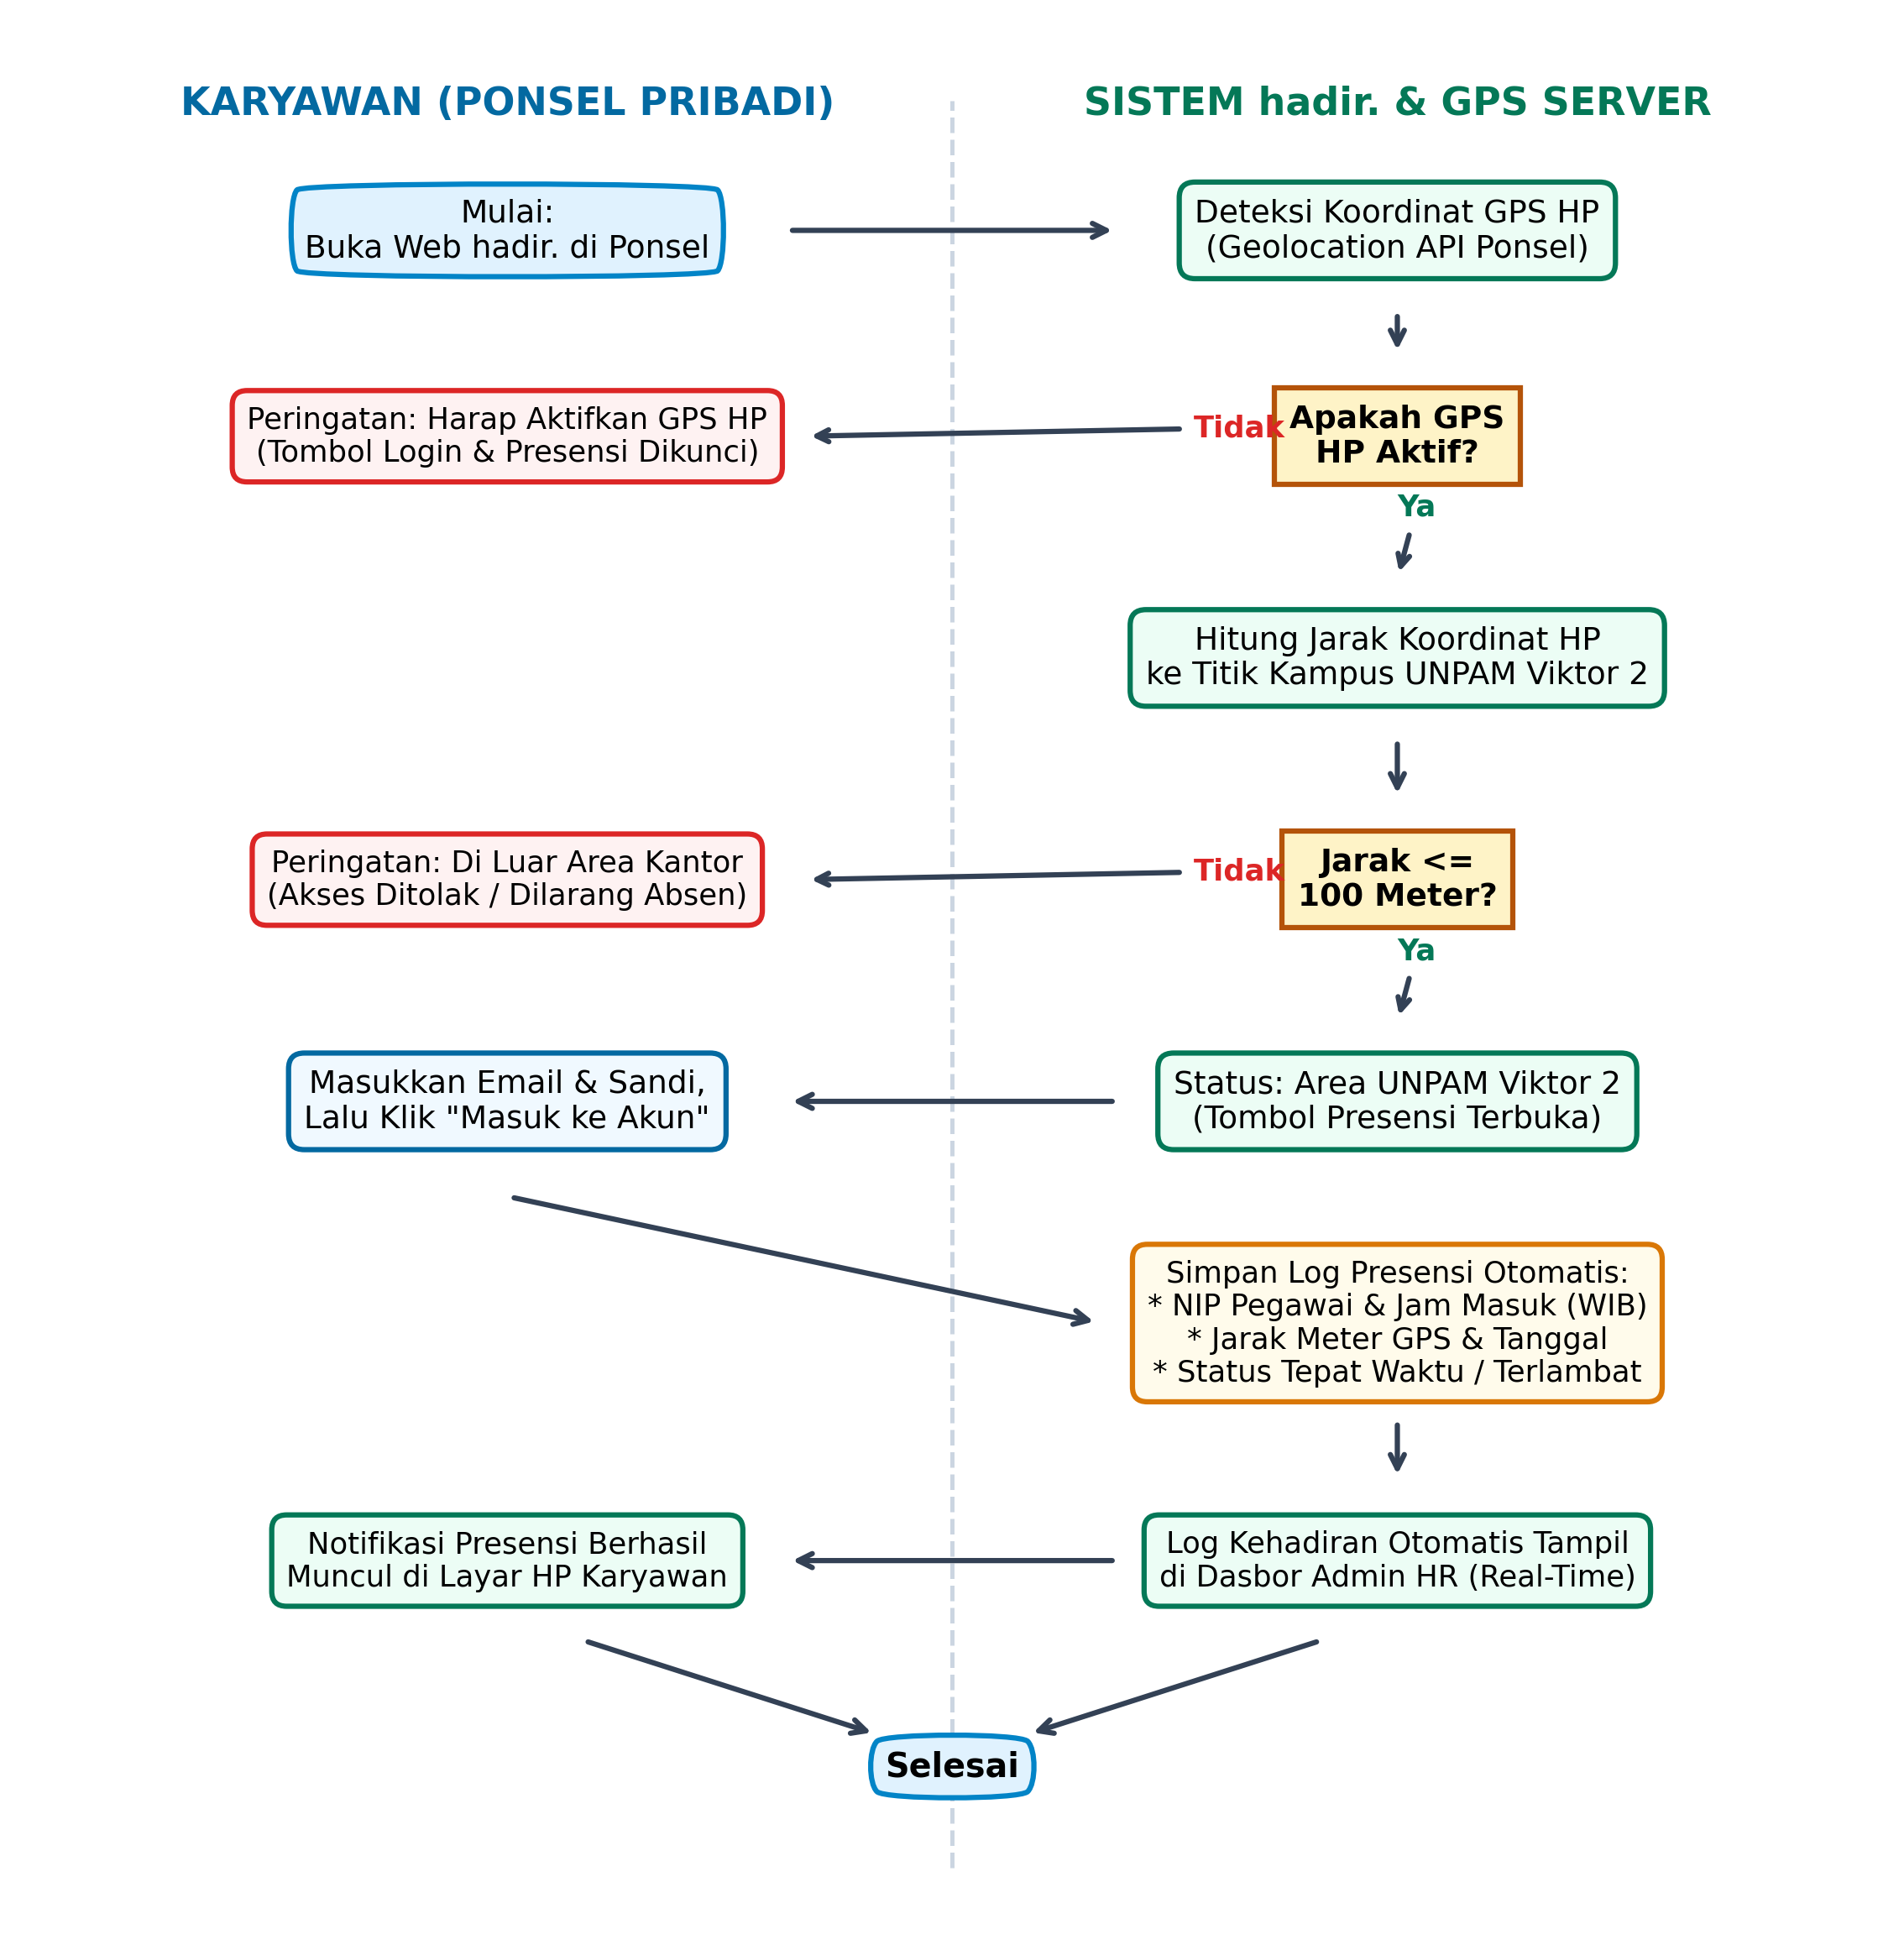 KARYAWAN (PONSEL PRIBADI)
SISTEM hadir. & GPS SERVER
Mulai:
Buka Web hadir. di Ponsel
Deteksi Koordinat GPS HP
(Geolocation API Ponsel)
Peringatan: Harap Aktifkan GPS HP
(Tombol Login & Presensi Dikunci)
Tidak
Apakah GPS
HP Aktif?
Ya
Hitung Jarak Koordinat HP
ke Titik Kampus UNPAM Viktor 2
Peringatan: Di Luar Area Kantor
(Akses Ditolak / Dilarang Absen)
Tidak
Jarak <=
100 Meter?
Ya
Masukkan Email & Sandi,
Lalu Klik "Masuk ke Akun"
Status: Area UNPAM Viktor 2
(Tombol Presensi Terbuka)
Simpan Log Presensi Otomatis:
* NIP Pegawai & Jam Masuk (WIB)
* Jarak Meter GPS & Tanggal
* Status Tepat Waktu / Terlambat
Notifikasi Presensi Berhasil
Muncul di Layar HP Karyawan
Log Kehadiran Otomatis Tampil
di Dasbor Admin HR (Real-Time)
Selesai